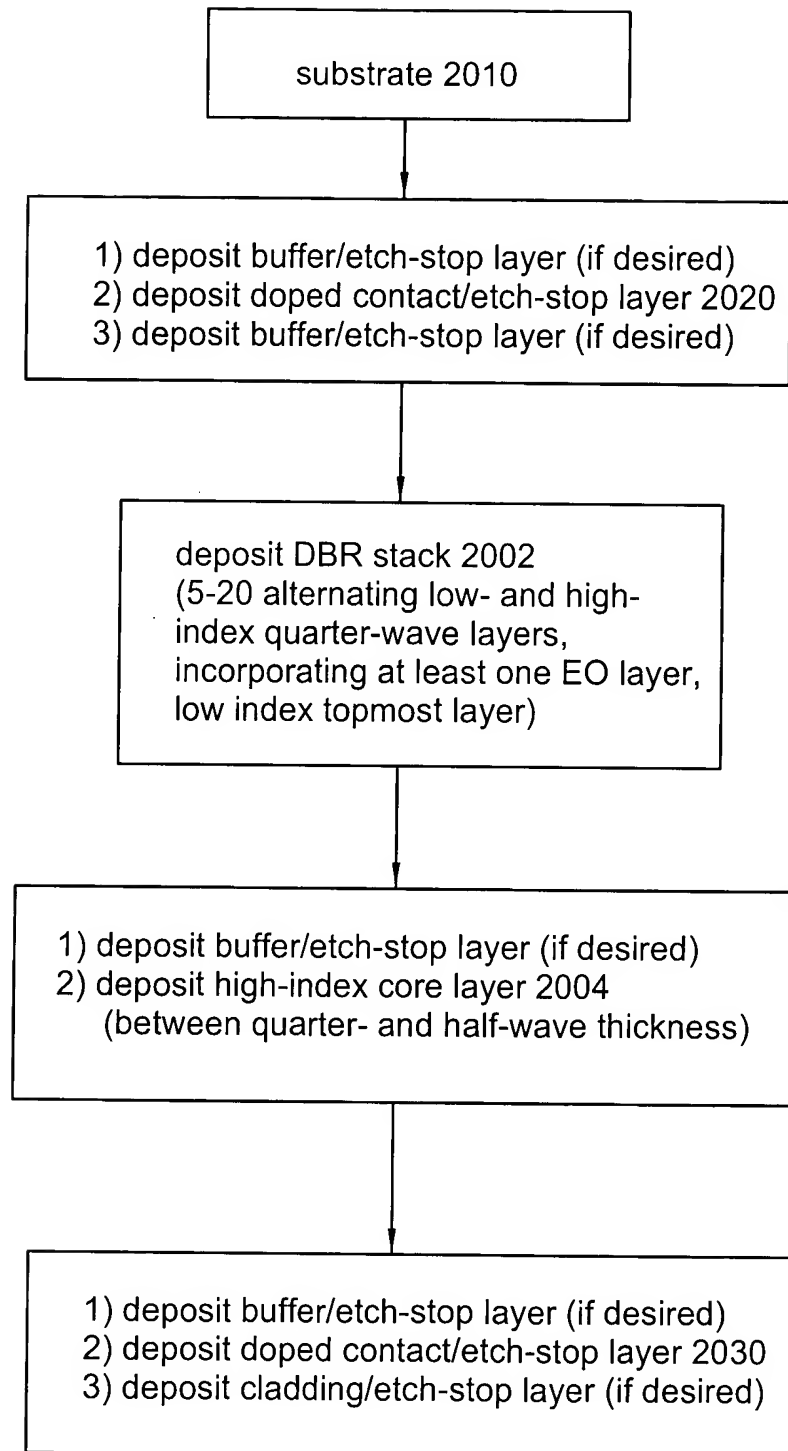 substrate 2010
1) deposit buffer/etch-stop layer (if desired)
2) deposit doped contact/etch-stop layer 2020
3) deposit buffer/etch-stop layer (if desired)
deposit DBR stack 2002
(5-20 alternating low- and high-
index quarter-wave layers,
incorporating at least one EO layer,
low index topmost layer)
1) deposit buffer/etch-stop layer (if desired)
2) deposit high-index core layer 2004
(between quarter- and half-wave thickness)
1) deposit buffer/etch-stop layer (if desired)
2) deposit doped contact/etch-stop layer 2030
3) deposit cladding/etch-stop layer (if desired)